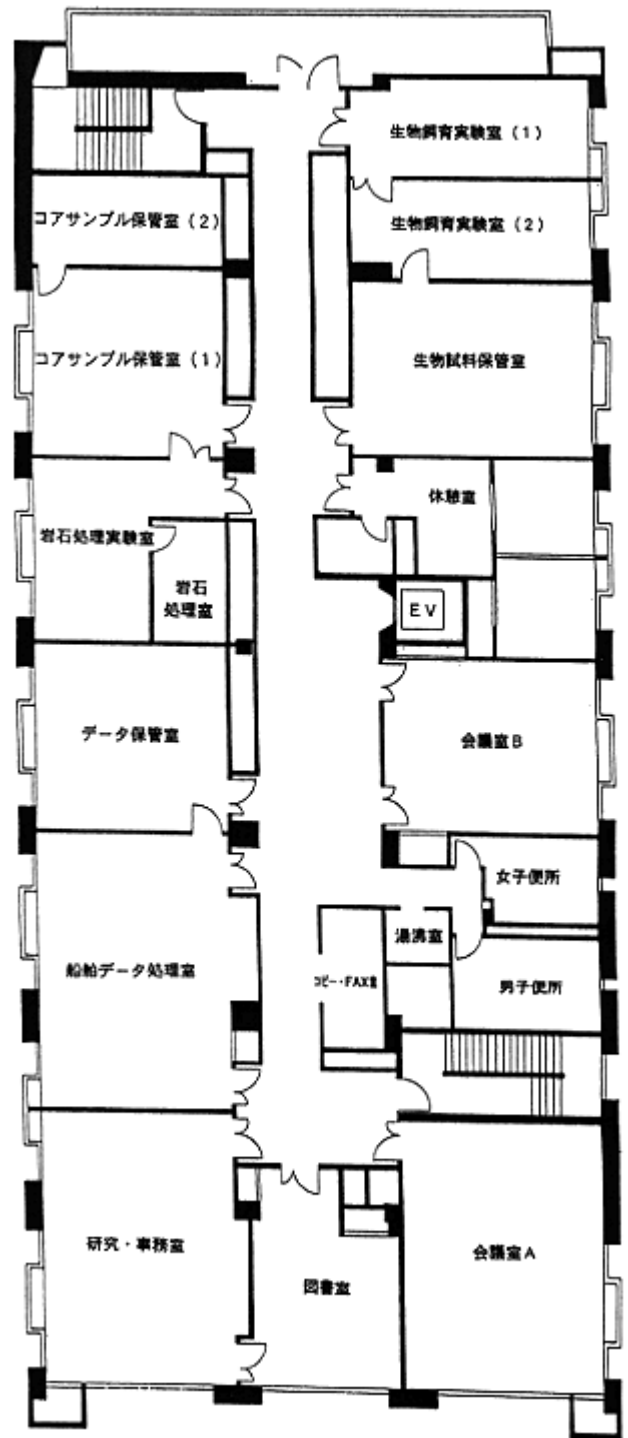 生物飼育実験室（1）
コアサンプル保管室（2）
生物飼育実験室（2）
コアサンプル保管室（1）
生物試料保管室
休憩室
岩石処理実験室
岩石
処理室
EV
データ保管室
会議室B
女子便所
湯沸室
船舶データ処理室
コピー・FAX室
男子便所
研究・事務室
会議室A
図書室